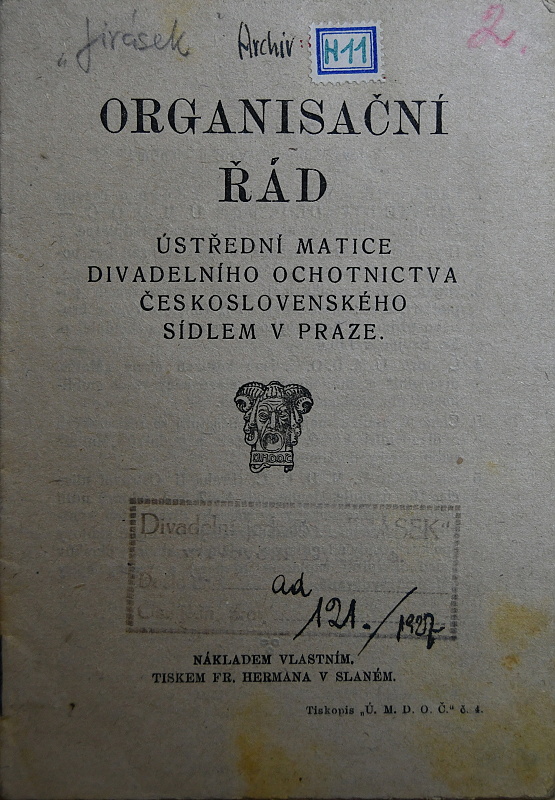 „Jirásek“ Archiv: H11 2.
ORGANISAČNÍ
ŘÁD
ÚSTŘEDNÍ MATICE
DIVADELNÍHO OCHOTNICTVA
ČESKOSLOVENSKÉHO
SÍDLEM V PRAZE.
Divadelní
ad
121./1927
NÁKLADEM VLASTNÍM.
TISKEM FR. HERMANA V SLANÉM.
Tiskopis „Ú. M. D. O. Č.“ č. 4.